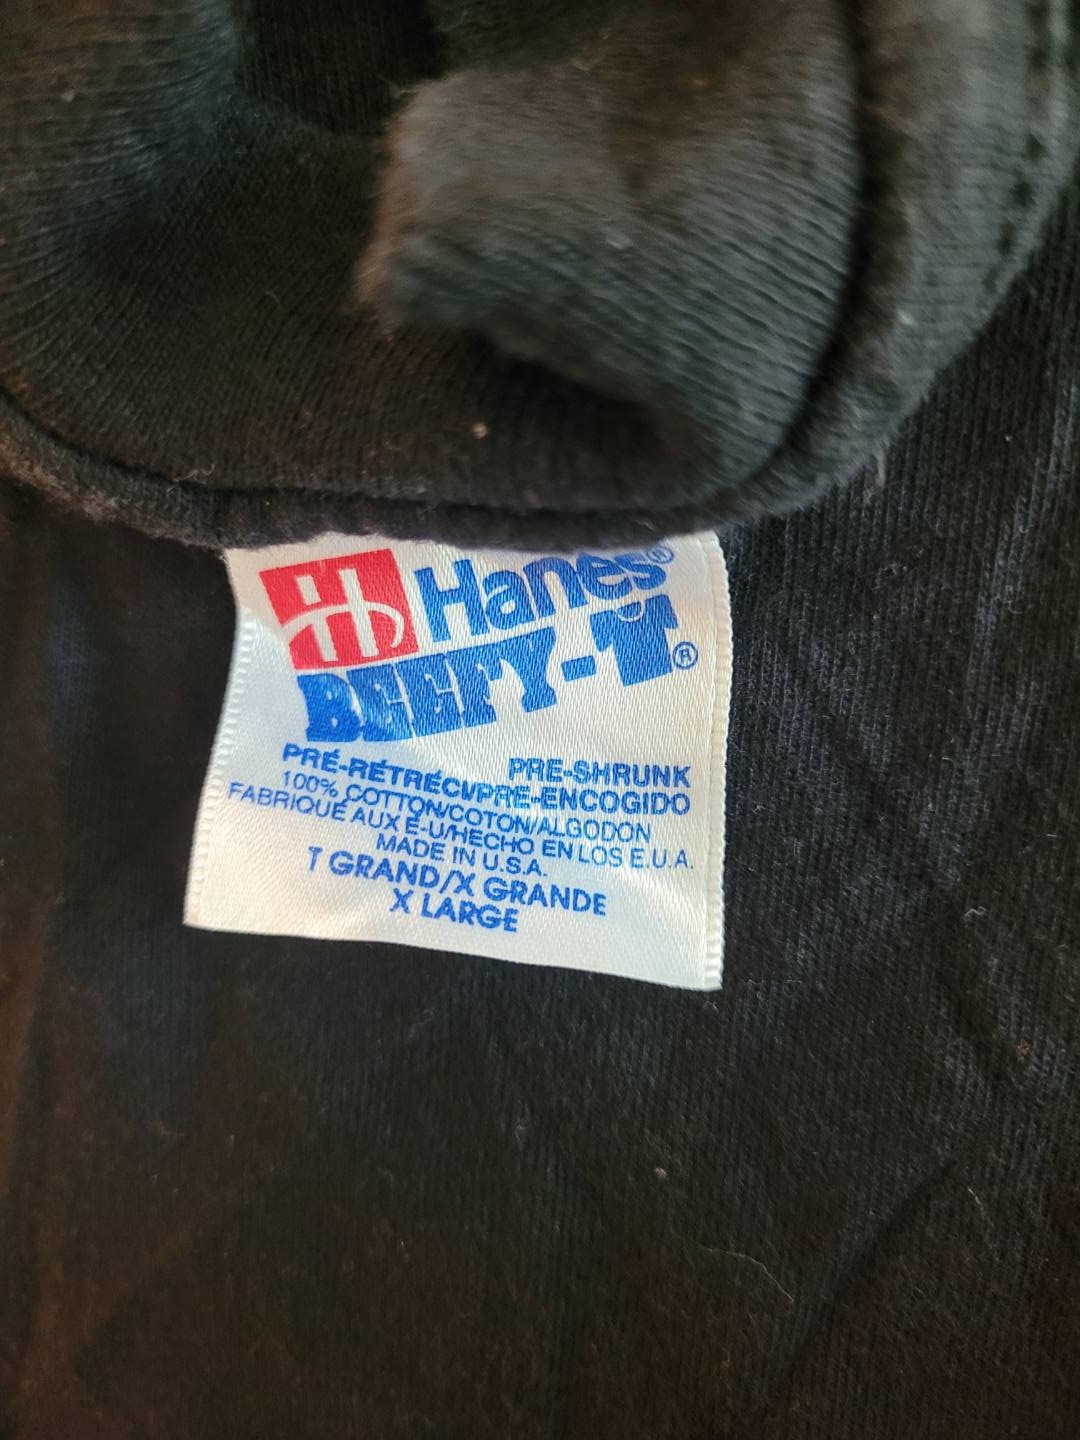 Hanes®
BEEFY-T®
PRE-SHRUNK
PRÉ-RÉTRÉCI/PRE-ENCOGIDO
100% COTTON/COTON/ALGODON
FABRIQUÉ AUX É-U/HECHO EN LOS E.U.A.
MADE IN U.S.A.
T GRAND/X GRANDE
X LARGE